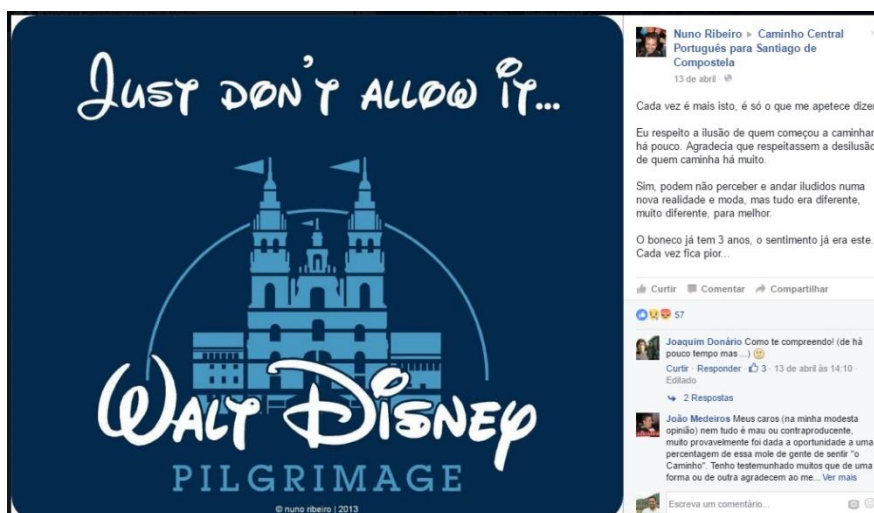 Just don't allow it...
Walt Disney
PILGRIMAGE
© nuno ribeiro | 2013
Nuno Ribeiro ▸ Caminho Central
Português para Santiago de
Compostela
13 de abril ·
Cada vez é mais isto, é só o que me apetece dizer
Eu respeito a ilusão de quem começou a caminhar
há pouco. Agradecia que respeitassem a desilusão
de quem caminha há muito.
Sim, podem não perceber e andar iludidos numa
nova realidade e moda, mas tudo era diferente,
muito diferente, para melhor.
O boneco já tem 3 anos, o sentimento já era este.
Cada vez fica pior...
Curtir Comentar Compartilhar
57
Joaquim Donário Como te compreendo! (de há
pouco tempo mas ...)
Curtir · Responder · 3 · 13 de abril às 14:10 ·
Editado
2 Respostas
João Medeiros Meus caros (na minha modesta
opinião) nem tudo é mau ou contraproducente,
muito provavelmente foi dada a oportunidade a uma
percentagem de essa mole de gente de sentir "o
Caminho". Tenho testemunhado muitos que de uma
forma ou de outra agradecem ao me... Ver mais
Escreva um comentário...